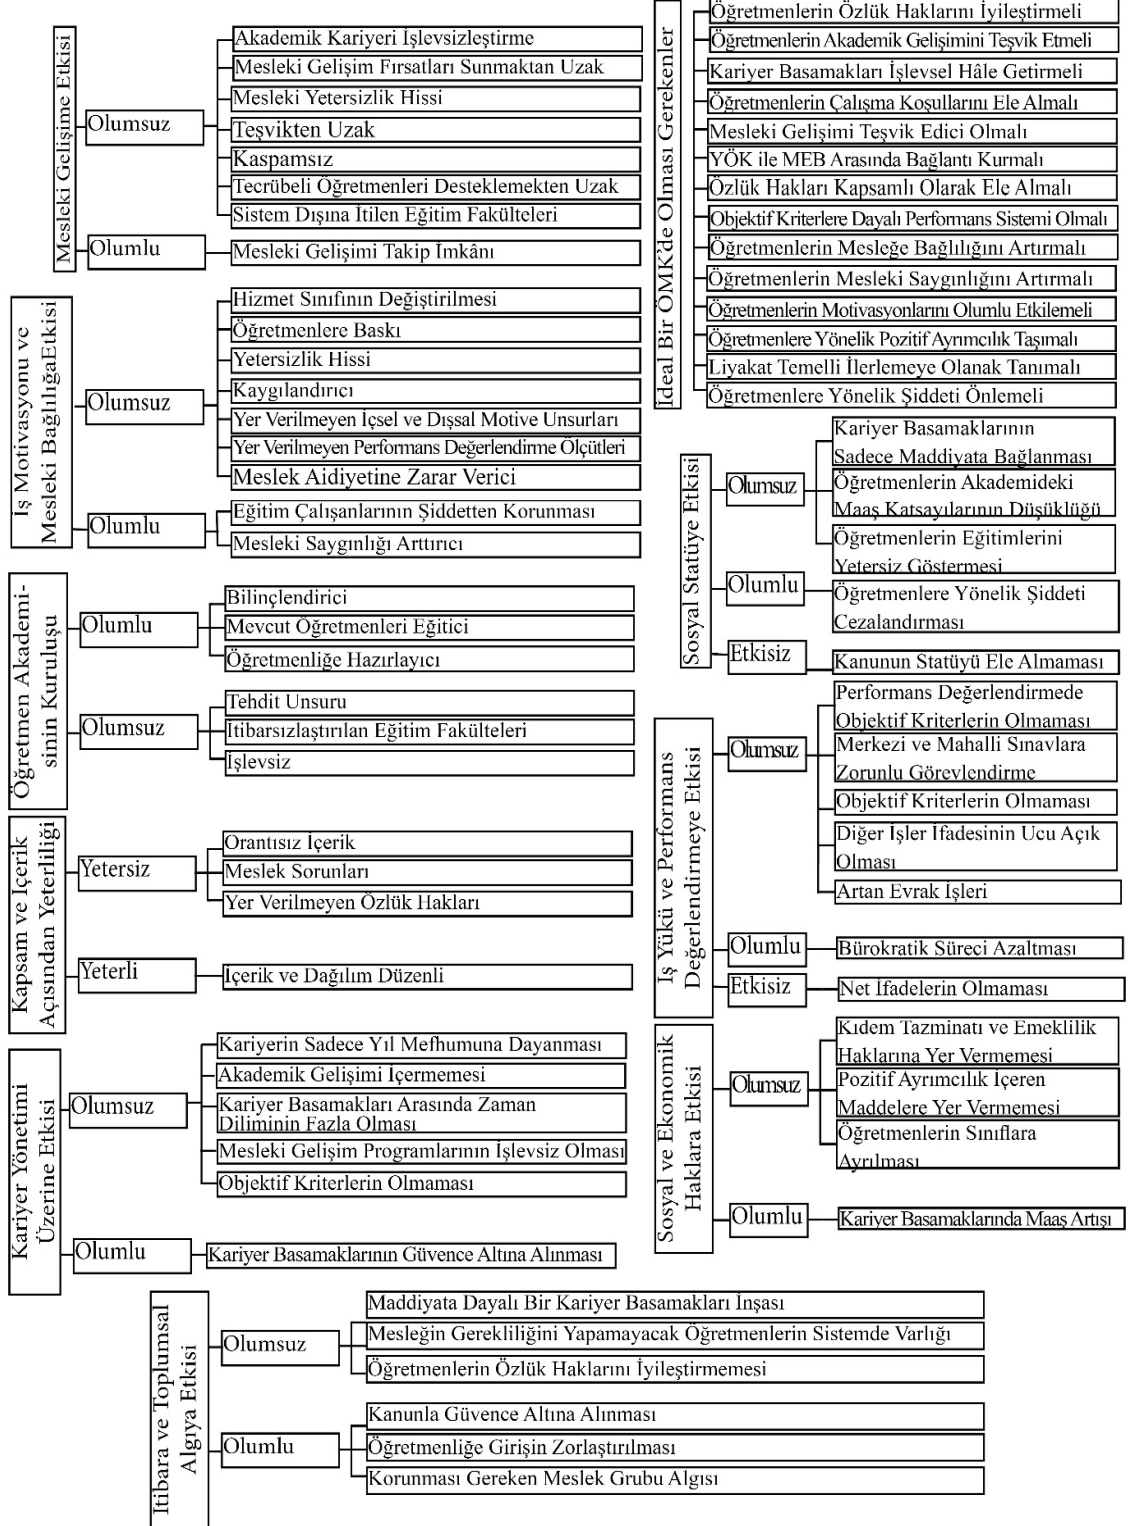 Mesleki Gelişime Etkisi
Olumsuz
Akademik Kariyeri İşlevsizleştirme
Mesleki Gelişim Fırsatları Sunmaktan Uzak
Mesleki Yetersizlik Hissi
Teşvikten Uzak
Kaspamsız
Tecrübeli Öğretmenleri Desteklemekten Uzak
Sistem Dışına İtilen Eğitim Fakülteleri
Olumlu
Mesleki Gelişimi Takip İmkânı
İş Motivasyonu ve
Mesleki BağlılığaEtkisi
Olumsuz
Hizmet Sınıfının Değiştirilmesi
Öğretmenlere Baskı
Yetersizlik Hissi
Kaygılandırıcı
Yer Verilmeyen İçsel ve Dışsal Motive Unsurları
Yer Verilmeyen Performans Değerlendirme Ölçütleri
Meslek Aidiyetine Zarar Verici
Olumlu
Eğitim Çalışanlarının Şiddetten Korunması
Mesleki Saygınlığı Arttırıcı
Öğretmen Akademi-
sinin Kuruluşu
Olumlu
Bilinçlendirici
Mevcut Öğretmenleri Eğitici
Öğretmenliğe Hazırlayıcı
Olumsuz
Tehdit Unsuru
İtibarsızlaştırılan Eğitim Fakülteleri
İşlevsiz
Kapsam ve İçerik
Açısından Yeterliliği
Yetersiz
Orantısız İçerik
Meslek Sorunları
Yer Verilmeyen Özlük Hakları
Yeterli
İçerik ve Dağılım Düzenli
Kariyer Yönetimi
Üzerine Etkisi
Olumsuz
Kariyerin Sadece Yıl Mefhumuna Dayanması
Akademik Gelişimi İçermemesi
Kariyer Basamakları Arasında Zaman
Diliminin Fazla Olması
Mesleki Gelişim Programlarının İşlevsiz Olması
Objektif Kriterlerin Olmaması
Olumlu
Kariyer Basamaklarının Güvence Altına Alınması
İdeal Bir ÖMK'de Olması Gerekenler
Öğretmenlerin Özlük Haklarını İyileştirmeli
Öğretmenlerin Akademik Gelişimini Teşvik Etmeli
Kariyer Basamakları İşlevsel Hâle Getirmeli
Öğretmenlerin Çalışma Koşullarını Ele Almalı
Mesleki Gelişimi Teşvik Edici Olmalı
YÖK ile MEB Arasında Bağlantı Kurmalı
Özlük Hakları Kapsamlı Olarak Ele Almalı
Objektif Kriterlere Dayalı Performans Sistemi Olmalı
Öğretmenlerin Mesleğe Bağlılığını Artırmalı
Öğretmenlerin Mesleki Saygınlığını Artırmalı
Öğretmenlerin Motivasyonlarını Olumlu Etkilemeli
Öğretmenlere Yönelik Pozitif Ayrımcılık Taşımalı
Liyakat Temelli İlerlemeye Olanak Tanımalı
Öğretmenlere Yönelik Şiddeti Önlemeli
Sosyal Statüye Etkisi
Olumsuz
Kariyer Basamaklarının
Sadece Maddiyata Bağlanması
Öğretmenlerin Akademideki
Maaş Katsayılarının Düşüklüğü
Öğretmenlerin Eğitimlerini
Yetersiz Göstermesi
Olumlu
Öğretmenlere Yönelik Şiddeti
Cezalandırması
Etkisiz
Kanunun Statüyü Ele Almaması
İş Yükü ve Performans
Değerlendirmeye Etkisi
Olumsuz
Performans Değerlendirmede
Objektif Kriterlerin Olmaması
Merkezi ve Mahalli Sınavlara
Zorunlu Görevlendirme
Objektif Kriterlerin Olmaması
Diğer İşler İfadesinin Ucu Açık
Olması
Artan Evrak İşleri
Olumlu
Bürokratik Süreci Azaltması
Etkisiz
Net İfadelerin Olmaması
Sosyal ve Ekonomik
Haklara Etkisi
Olumsuz
Kıdem Tazminatı ve Emeklilik
Haklarına Yer Vermemesi
Pozitif Ayrımcılık İçeren
Maddelere Yer Vermemesi
Öğretmenlerin Sınıflara
Ayrılması
Olumlu
Kariyer Basamaklarında Maaş Artışı
İtibara ve Toplumsal
Algıya Etkisi
Olumsuz
Maddiyata Dayalı Bir Kariyer Basamakları İnşası
Mesleğin Gerekliliğini Yapamayacak Öğretmenlerin Sistemde Varlığı
Öğretmenlerin Özlük Haklarını İyileştirmemesi
Olumlu
Kanunla Güvence Altına Alınması
Öğretmenliğe Girişin Zorlaştırılması
Korunması Gereken Meslek Grubu Algısı